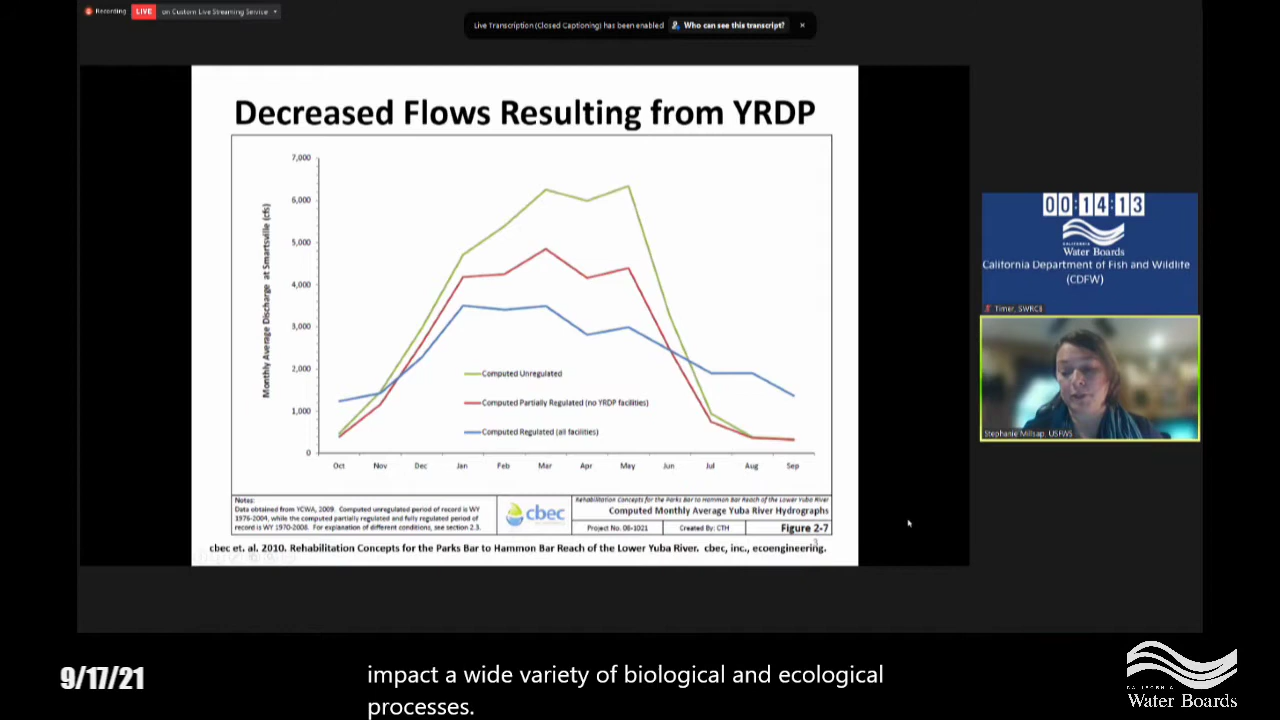 Recording
LIVE
on Custom Live Streaming Service
Live Transcription (Closed Captioning) has been enabled
Who can see this transcript?
Decreased Flows Resulting from YRDP
Monthly Average Discharge at Smartsville (cfs)
7,000
6,000
5,000
4,000
3,000
2,000
1,000
0
Computed Unregulated
Computed Partially Regulated (no YRDP facilities)
Computed Regulated (all facilities)
Oct Nov Dec Jan Feb Mar Apr May Jun Jul Aug Sep
Notes:
Data obtained from YCWA, 2009. Computed unregulated period of record is WY
1976-2004, while the computed partially regulated and fully regulated period of
record is WY 1970-2008. For explanation of different conditions, see section 2.3.
cbec
Rehabilitation Concepts for the Parks Bar to Hammon Bar Reach of the Lower Yuba River
Computed Monthly Average Yuba River Hydrographs
Project No. 08-1021 Created By: CTH Figure 2-7
3
cbec et. al. 2010. Rehabilitation Concepts for the Parks Bar to Hammon Bar Reach of the Lower Yuba River. cbec, inc., ecoengineering.
00:14:13
CALIFORNIA
Water Boards
California Department of Fish and Wildlife
(CDFW)
Timer, SWRCB
Stephanie Millsap, USFWS
9/17/21
impact a wide variety of biological and ecological
processes.
CALIFORNIA
Water Boards